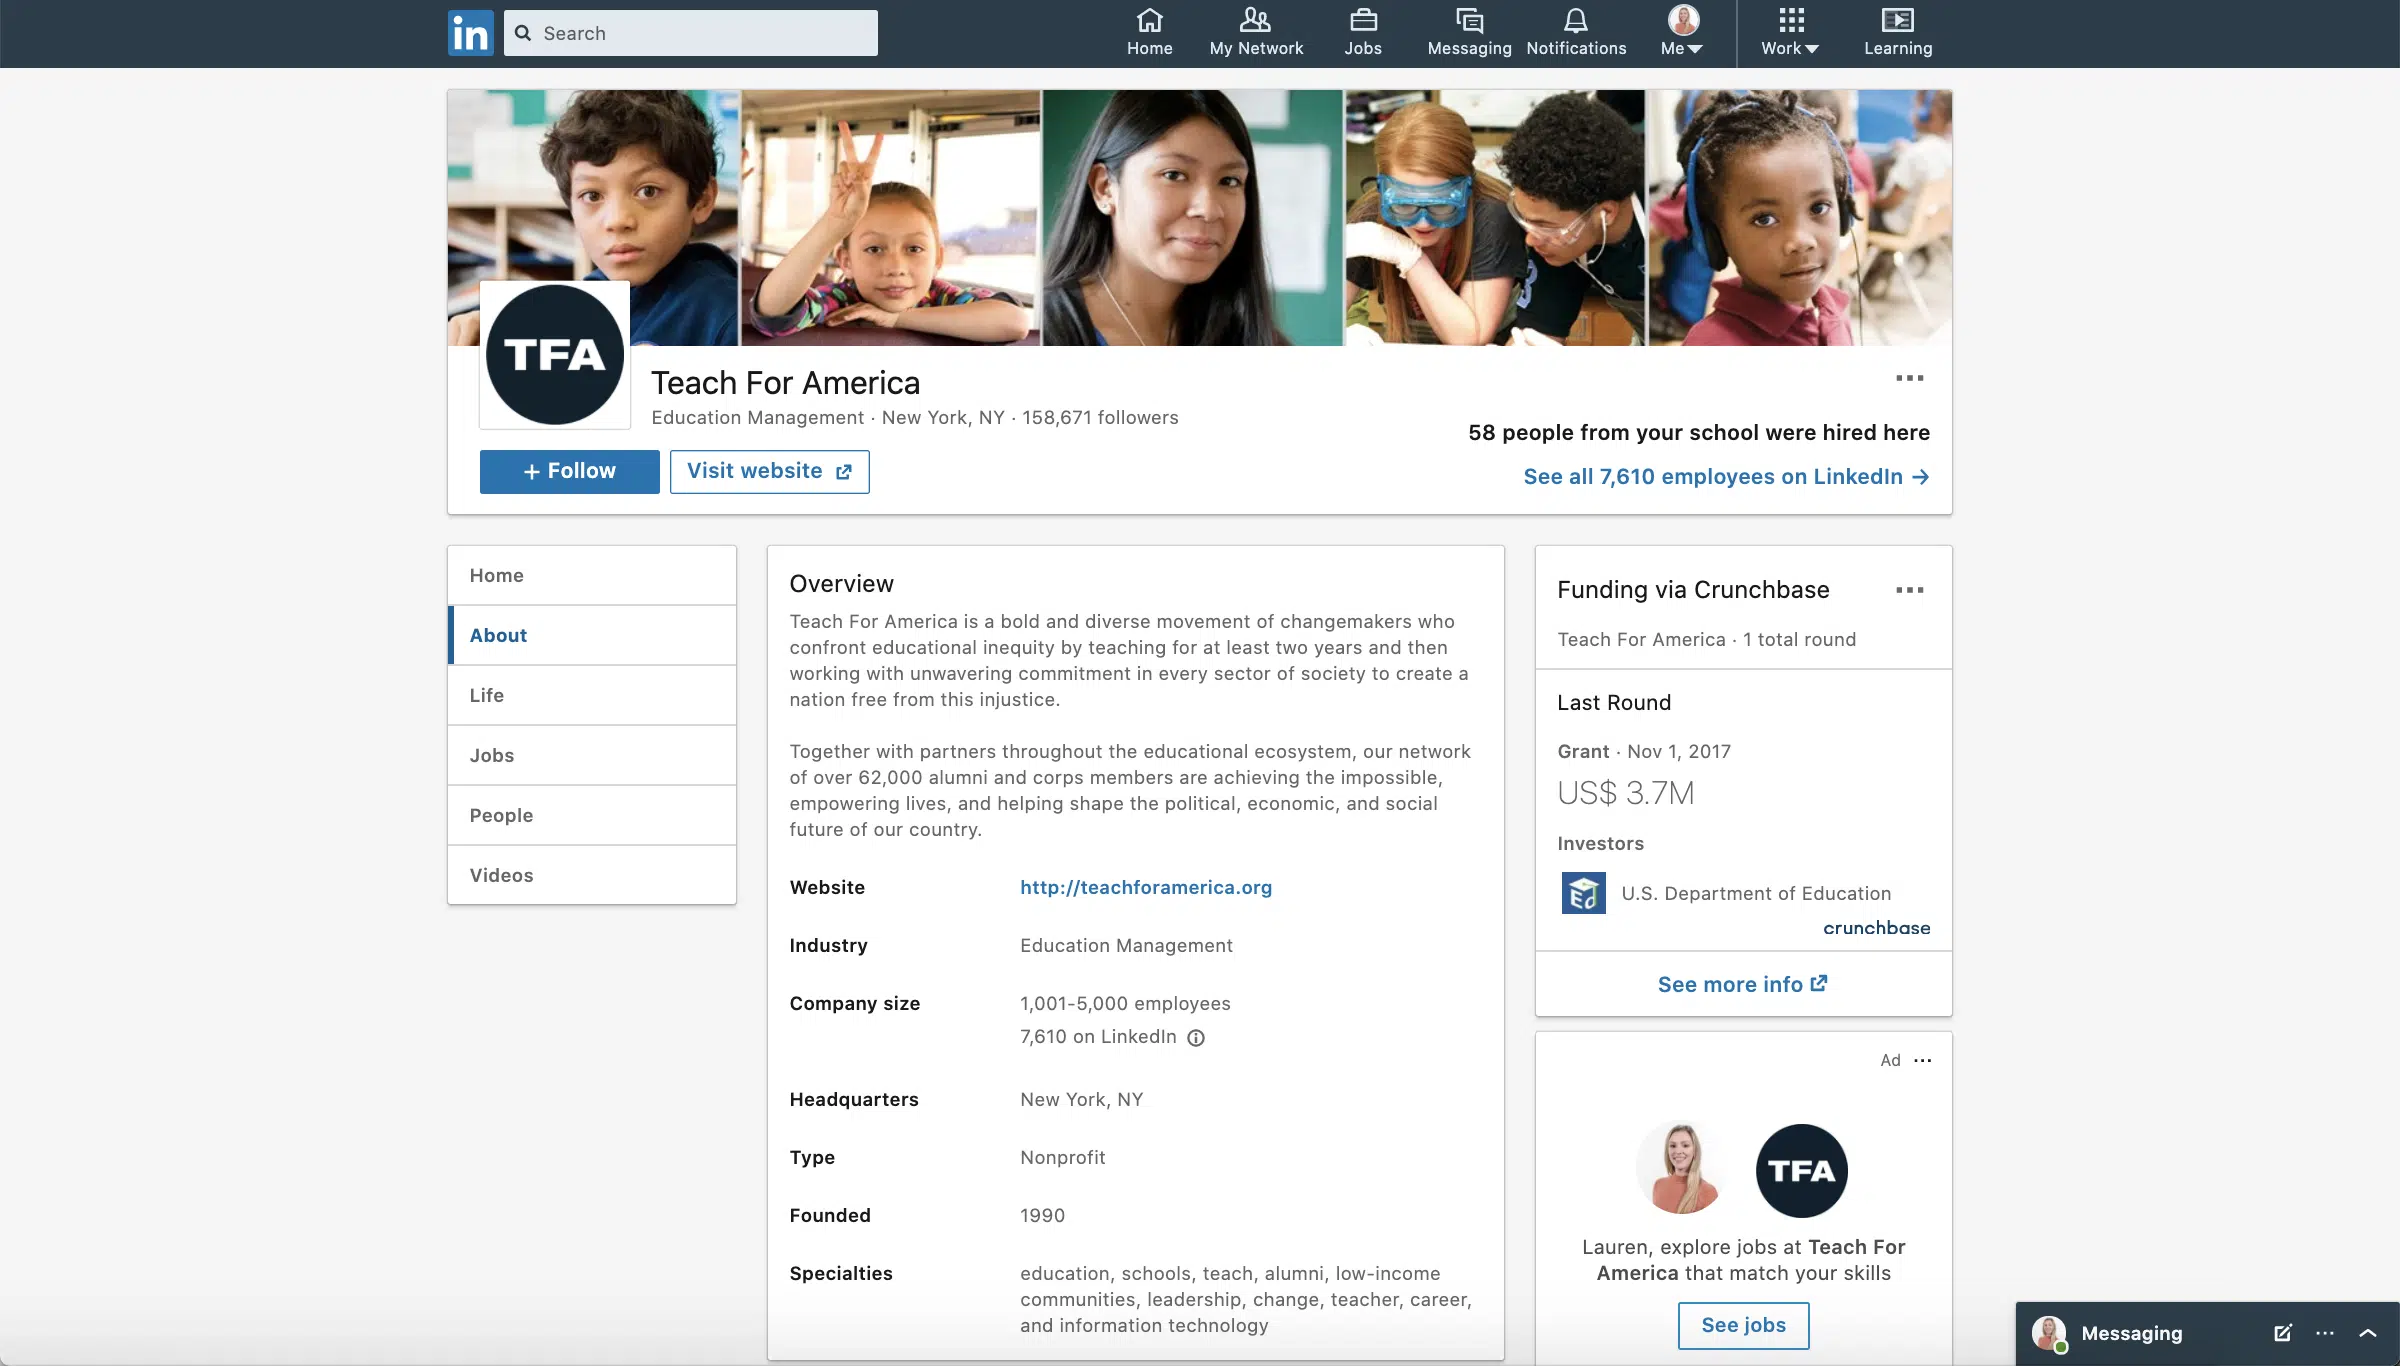 in
Search
Home
My Network
Jobs
Messaging
Notifications
Me
Work
Learning
TFA
Teach For America
Education Management · New York, NY · 158,671 followers
+ Follow
Visit website
58 people from your school were hired here
See all 7,610 employees on LinkedIn →
Home
About
Life
Jobs
People
Videos
Overview
Teach For America is a bold and diverse movement of changemakers who
confront educational inequity by teaching for at least two years and then
working with unwavering commitment in every sector of society to create a
nation free from this injustice.
Together with partners throughout the educational ecosystem, our network
of over 62,000 alumni and corps members are achieving the impossible,
empowering lives, and helping shape the political, economic, and social
future of our country.
Website http://teachforamerica.org
Industry Education Management
Company size 1,001-5,000 employees
7,610 on LinkedIn
Headquarters New York, NY
Type Nonprofit
Founded 1990
Specialties education, schools, teach, alumni, low-income
communities, leadership, change, teacher, career,
and information technology
Funding via Crunchbase
Teach For America · 1 total round
Last Round
Grant · Nov 1, 2017
US$ 3.7M
Investors
Ed
U.S. Department of Education
crunchbase
See more info
Ad
TFA
Lauren, explore jobs at Teach For
America that match your skills
See jobs
Messaging